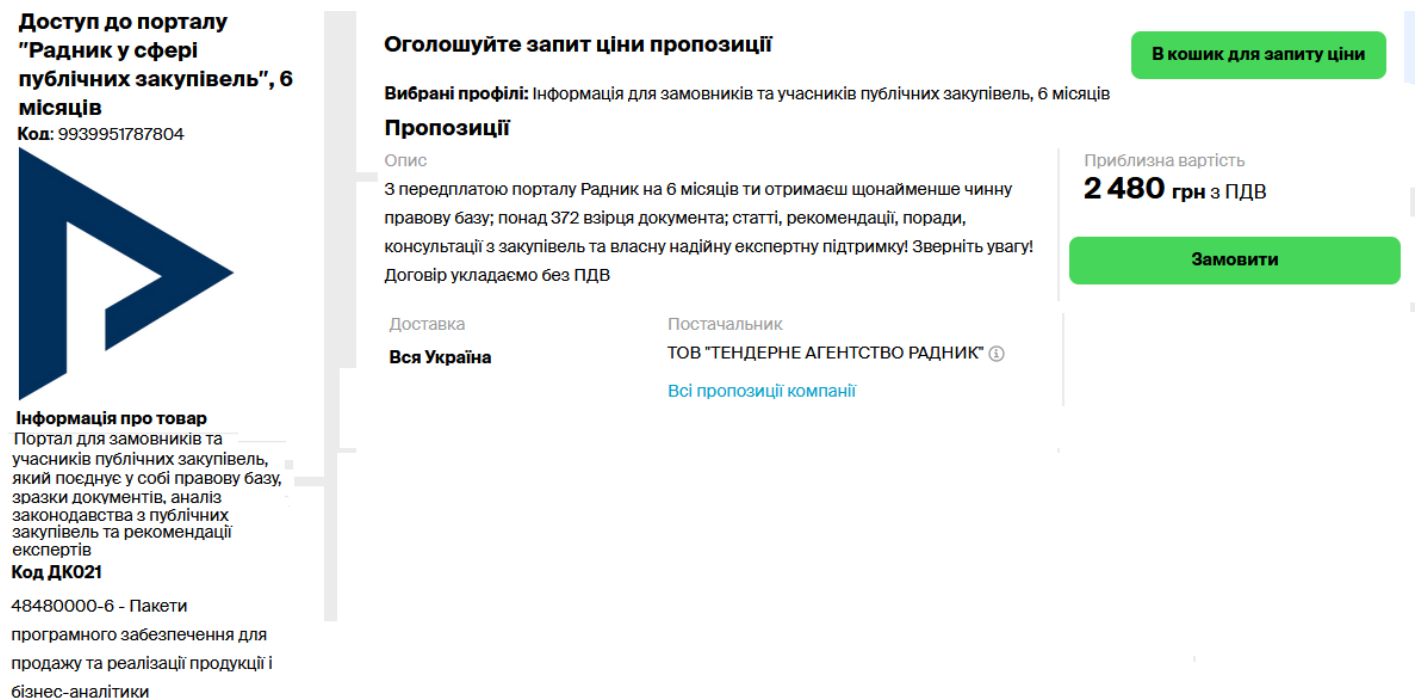 Доступ до порталу
"Радник у сфері
публічних закупівель", 6
місяців
Код: 9939951787804
Інформація про товар
Портал для замовників та
учасників публічних закупівель,
який поєднує у собі правову базу,
зразки документів, аналіз
законодавства з публічних
закупівель та рекомендації
експертів
Код ДК021
48480000-6 - Пакети
програмного забезпечення для
продажу та реалізації продукції і
бізнес-аналітики
Оголошуйте запит ціни пропозиції
В кошик для запиту ціни
Вибрані профілі: Інформація для замовників та учасників публічних закупівель, 6 місяців
Пропозиції
Опис
З передплатою порталу Радник на 6 місяців ти отримаєш щонайменше чинну
правову базу; понад 372 взірця документа; статті, рекомендації, поради,
консультації з закупівель та власну надійну експертну підтримку! Зверніть увагу!
Договір укладаємо без ПДВ
Приблизна вартість
2 480 грн з ПДВ
Замовити
Доставка
Вся Україна
Постачальник
ТОВ "ТЕНДЕРНЕ АГЕНТСТВО РАДНИК"
Всі пропозиції компанії